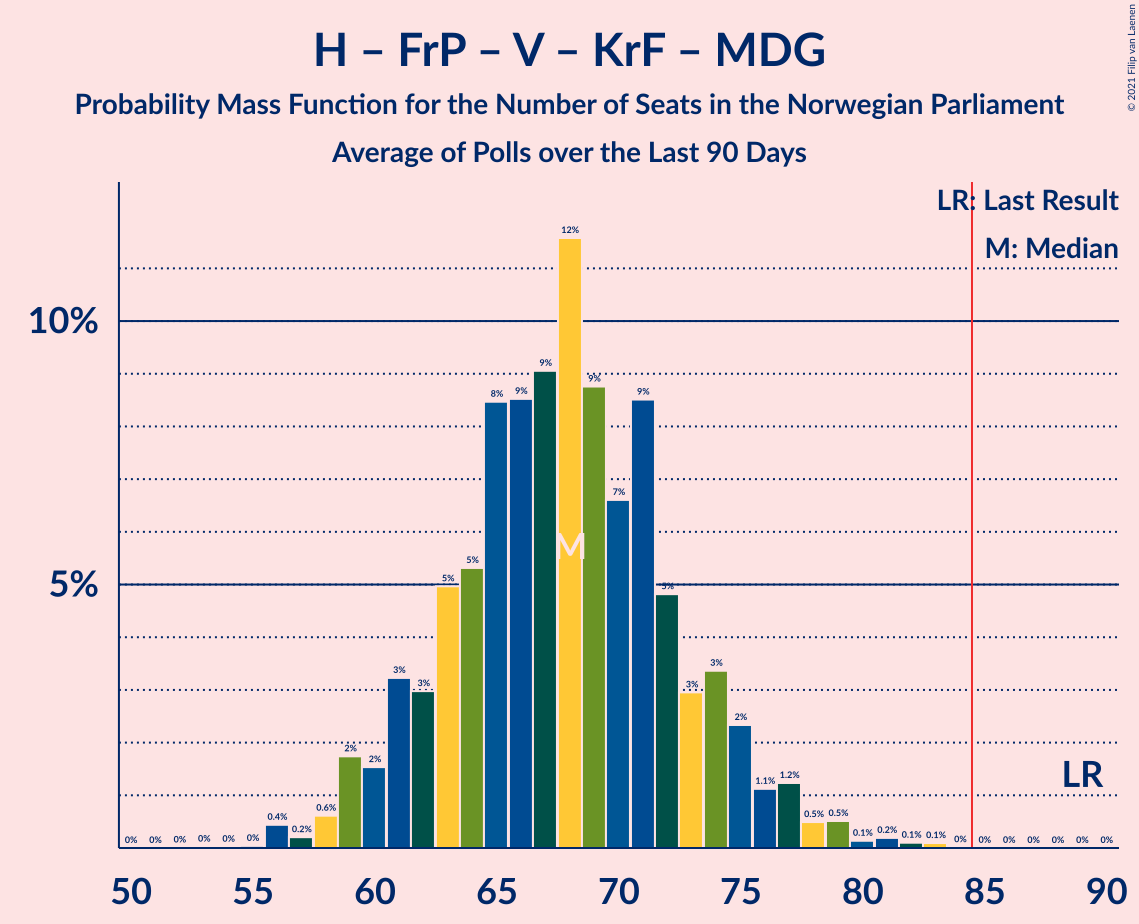 H – FrP – V – KrF – MDG
Probability Mass Function for the Number of Seats in the Norwegian Parliament
Average of Polls over the Last 90 Days
© 2021 Filip van Laenen
LR: Last Result
M: Median
10%
5%
0% 0% 0% 0% 0% 0% 0.4% 0.2% 0.6% 2% 2% 3% 3% 5% 5% 8% 9% 9% 12% 9% 7% 9% 5% 3% 3% 2% 1.1% 1.2% 0.5% 0.5% 0.1% 0.2% 0.1% 0.1% 0% 0% 0% 0% 0% 0% 0%
M
LR
50 55 60 65 70 75 80 85 90